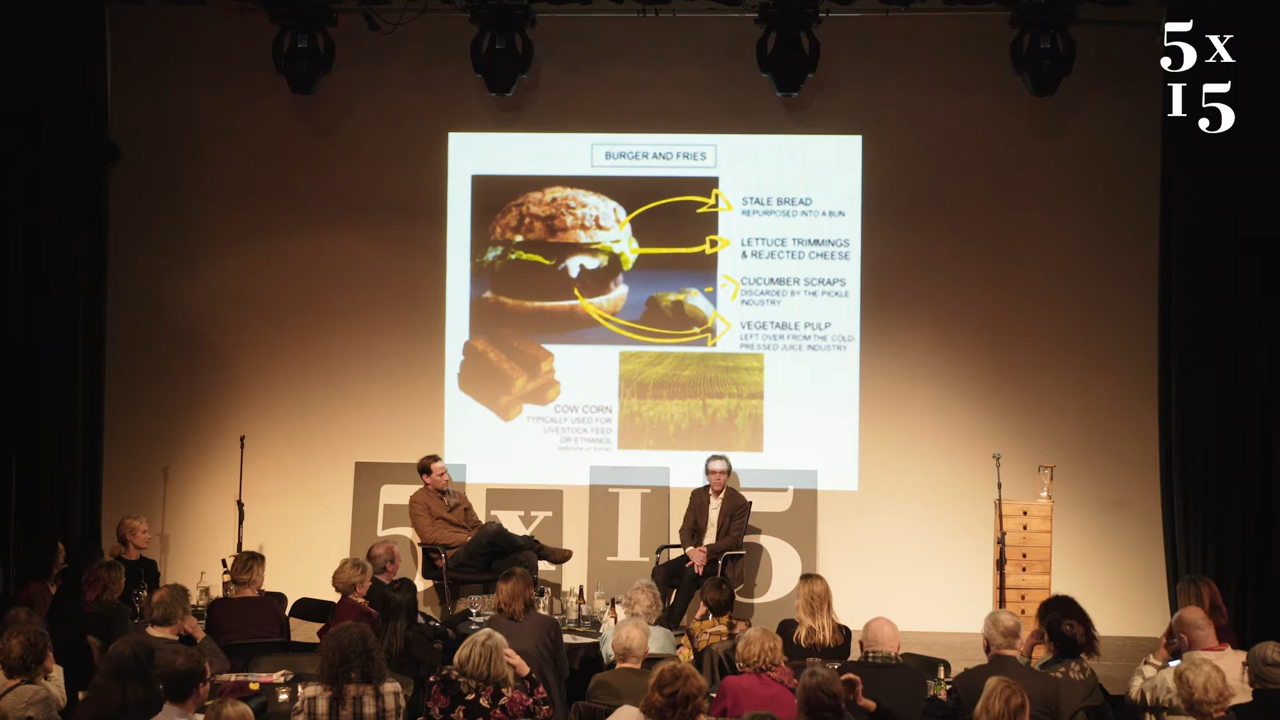 5 x
15
BURGER AND FRIES
STALE BREAD
REPURPOSED INTO A BUN
LETTUCE TRIMMINGS
& REJECTED CHEESE
CUCUMBER SCRAPS
DISCARDED BY THE PICKLE
INDUSTRY
VEGETABLE PULP
LEFT OVER FROM THE COLD-
PRESSED JUICE INDUSTRY
COW CORN
TYPICALLY USED FOR
LIVESTOCK FEED
OR ETHANOL
5 x 15